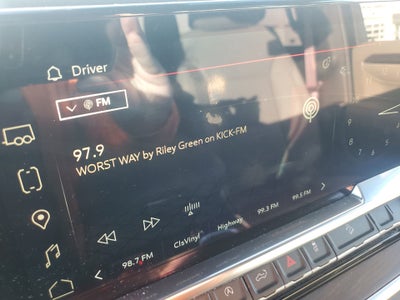 Driver
FM
97.9
WORST WAY by Riley Green on KICK-FM
98.7 FM
ClsVinyl
Highway
99.3 FM
89.5 FM